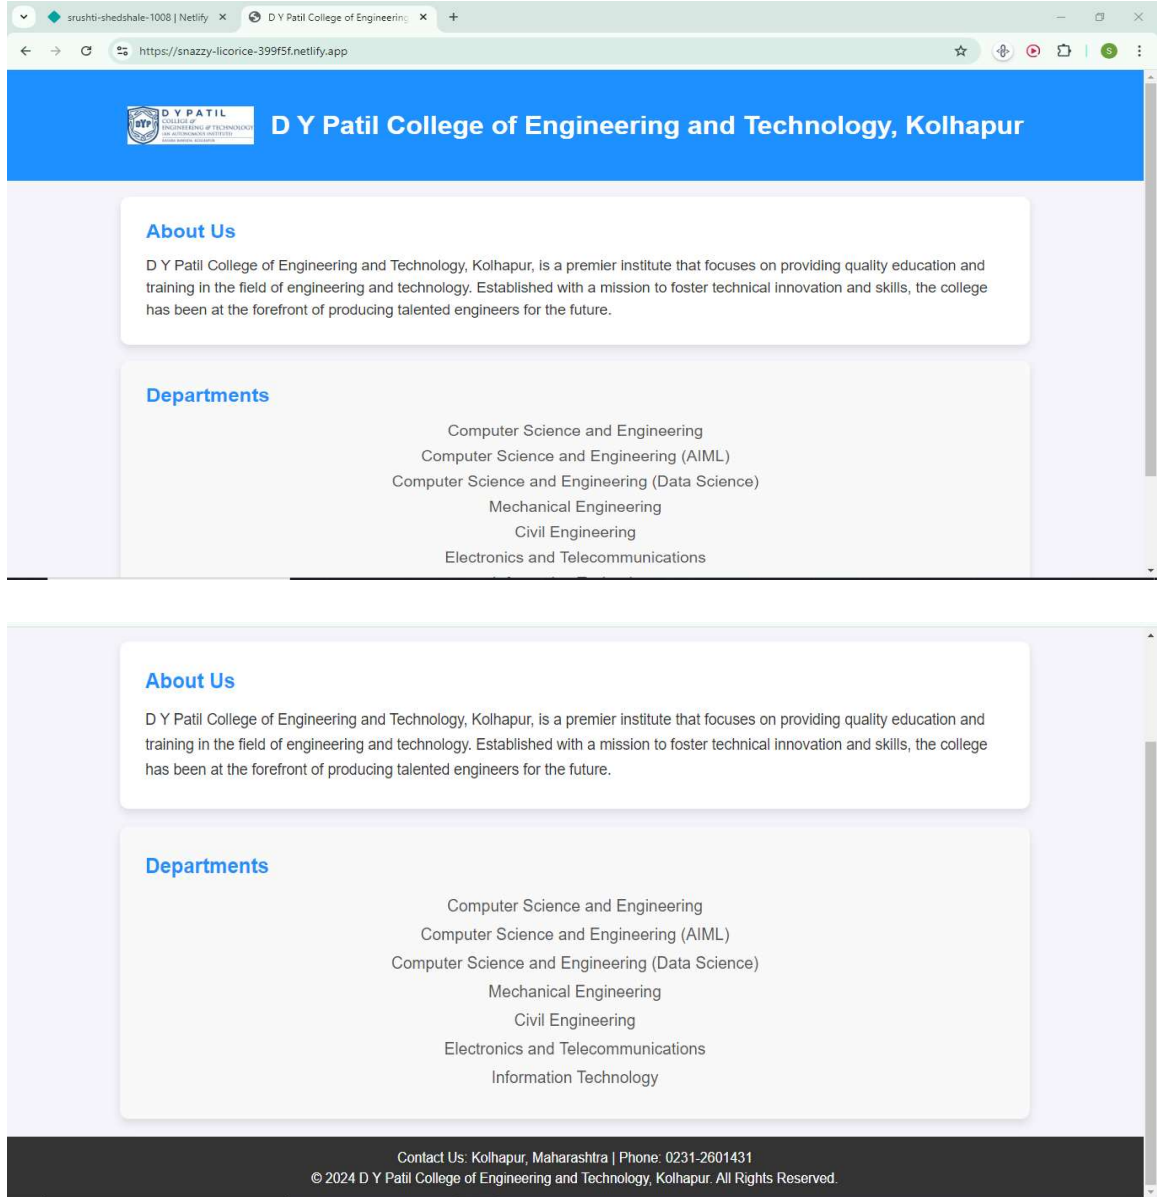 srushti-shedshale-1008 | Netlify
D Y Patil College of Engineering
https://snazzy-licorice-399f5f.netlify.app
S
DYP
D Y PATIL
COLLEGE of
ENGINEERING & TECHNOLOGY
D Y Patil College of Engineering and Technology, Kolhapur
About Us
D Y Patil College of Engineering and Technology, Kolhapur, is a premier institute that focuses on providing quality education and
training in the field of engineering and technology. Established with a mission to foster technical innovation and skills, the college
has been at the forefront of producing talented engineers for the future.
Departments
Computer Science and Engineering
Computer Science and Engineering (AIML)
Computer Science and Engineering (Data Science)
Mechanical Engineering
Civil Engineering
Electronics and Telecommunications
About Us
D Y Patil College of Engineering and Technology, Kolhapur, is a premier institute that focuses on providing quality education and
training in the field of engineering and technology. Established with a mission to foster technical innovation and skills, the college
has been at the forefront of producing talented engineers for the future.
Departments
Computer Science and Engineering
Computer Science and Engineering (AIML)
Computer Science and Engineering (Data Science)
Mechanical Engineering
Civil Engineering
Electronics and Telecommunications
Information Technology
Contact Us: Kolhapur, Maharashtra | Phone: 0231-2601431
© 2024 D Y Patil College of Engineering and Technology, Kolhapur. All Rights Reserved.